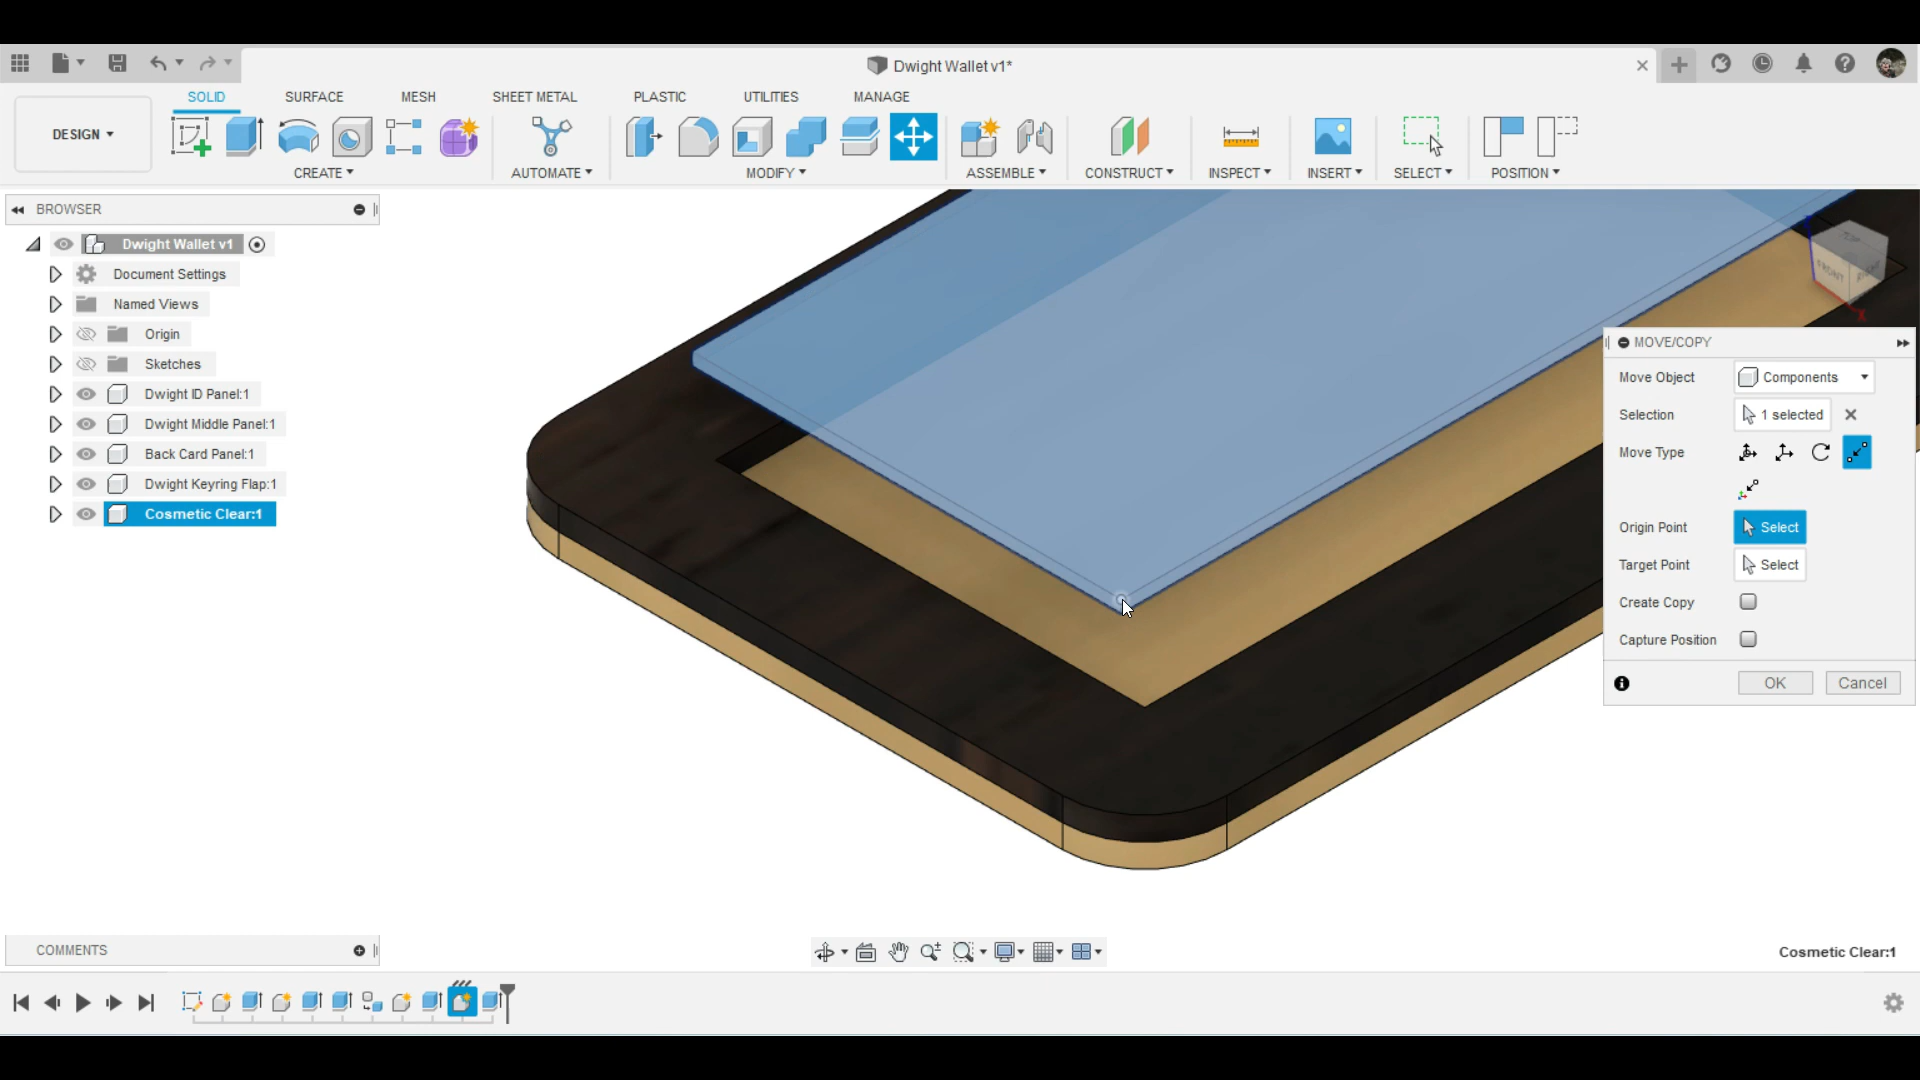 Dwight Wallet v1*
SOLID
SURFACE
MESH
SHEET METAL
PLASTIC
UTILITIES
MANAGE
DESIGN
CREATE
AUTOMATE
MODIFY
ASSEMBLE
CONSTRUCT
INSPECT
INSERT
SELECT
POSITION
BROWSER
Dwight Wallet v1
Document Settings
Named Views
Origin
Sketches
Dwight ID Panel:1
Dwight Middle Panel:1
Back Card Panel:1
Dwight Keyring Flap:1
Cosmetic Clear:1
TOP
FRONT
RIGHT
X
MOVE/COPY
Move Object
Components
Selection
1 selected
Move Type
Origin Point
Select
Target Point
Select
Create Copy
Capture Position
OK
Cancel
COMMENTS
Cosmetic Clear:1